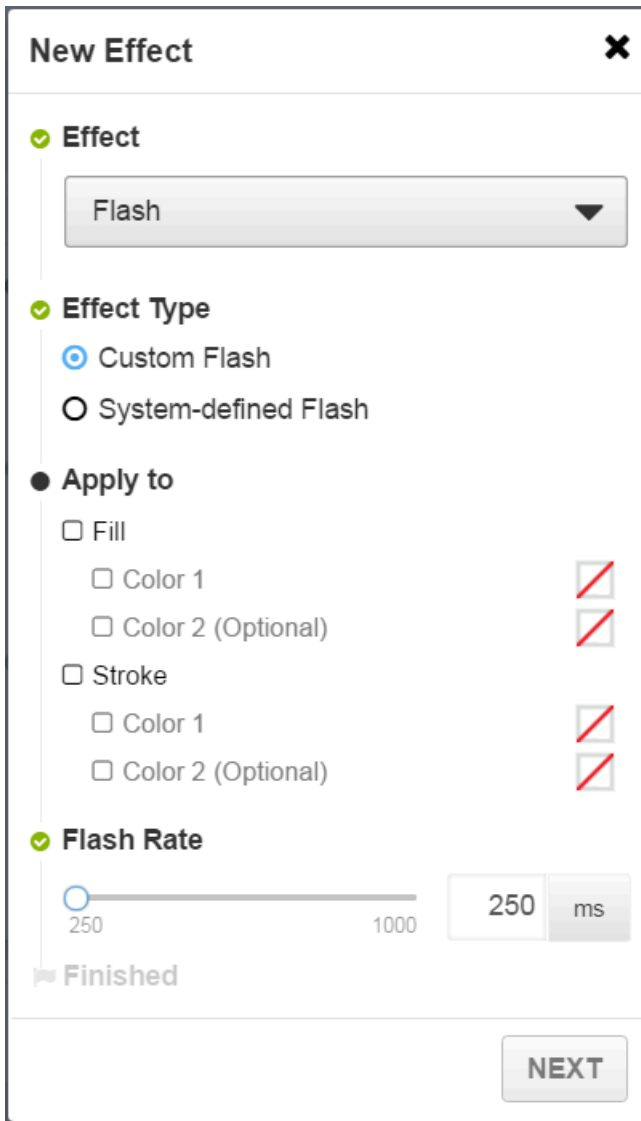 New Effect
Effect
Flash
Effect Type
Custom Flash
System-defined Flash
Apply to
Fill
Color 1
Color 2 (Optional)
Stroke
Color 1
Color 2 (Optional)
Flash Rate
250 1000 250 ms
Finished
NEXT